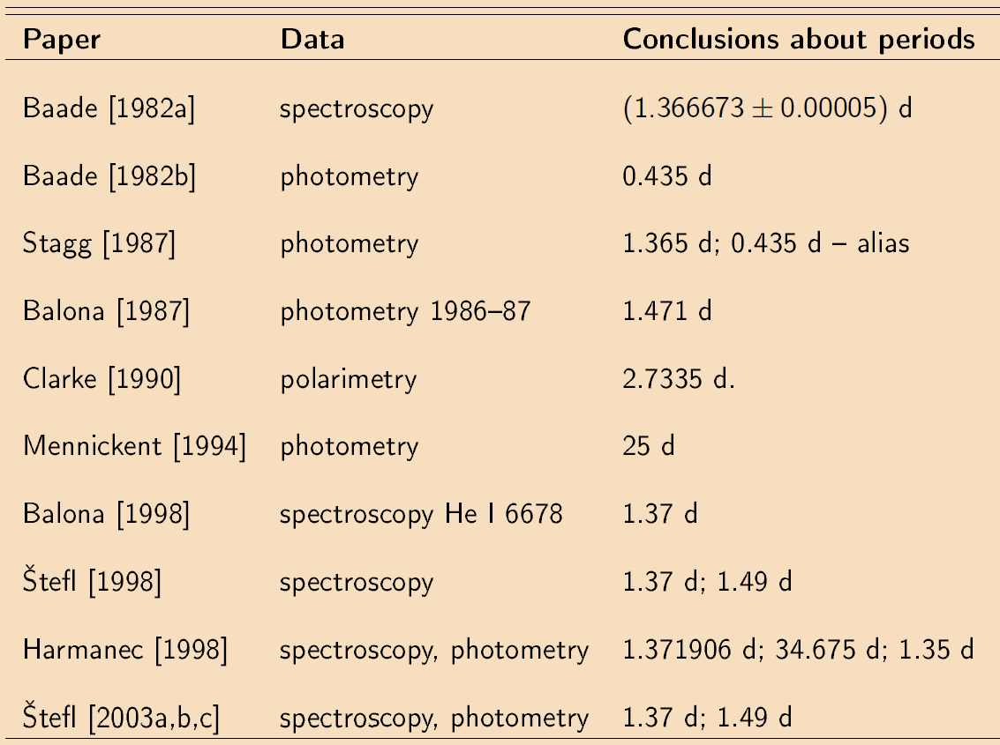 Paper Data Conclusions about periods
Baade [1982a] spectroscopy (1.366673 ± 0.00005) d
Baade [1982b] photometry 0.435 d
Stagg [1987] photometry 1.365 d; 0.435 d – alias
Balona [1987] photometry 1986–87 1.471 d
Clarke [1990] polarimetry 2.7335 d.
Mennickent [1994] photometry 25 d
Balona [1998] spectroscopy He I 6678 1.37 d
Štefl [1998] spectroscopy 1.37 d; 1.49 d
Harmanec [1998] spectroscopy, photometry 1.371906 d; 34.675 d; 1.35 d
Štefl [2003a,b,c] spectroscopy, photometry 1.37 d; 1.49 d